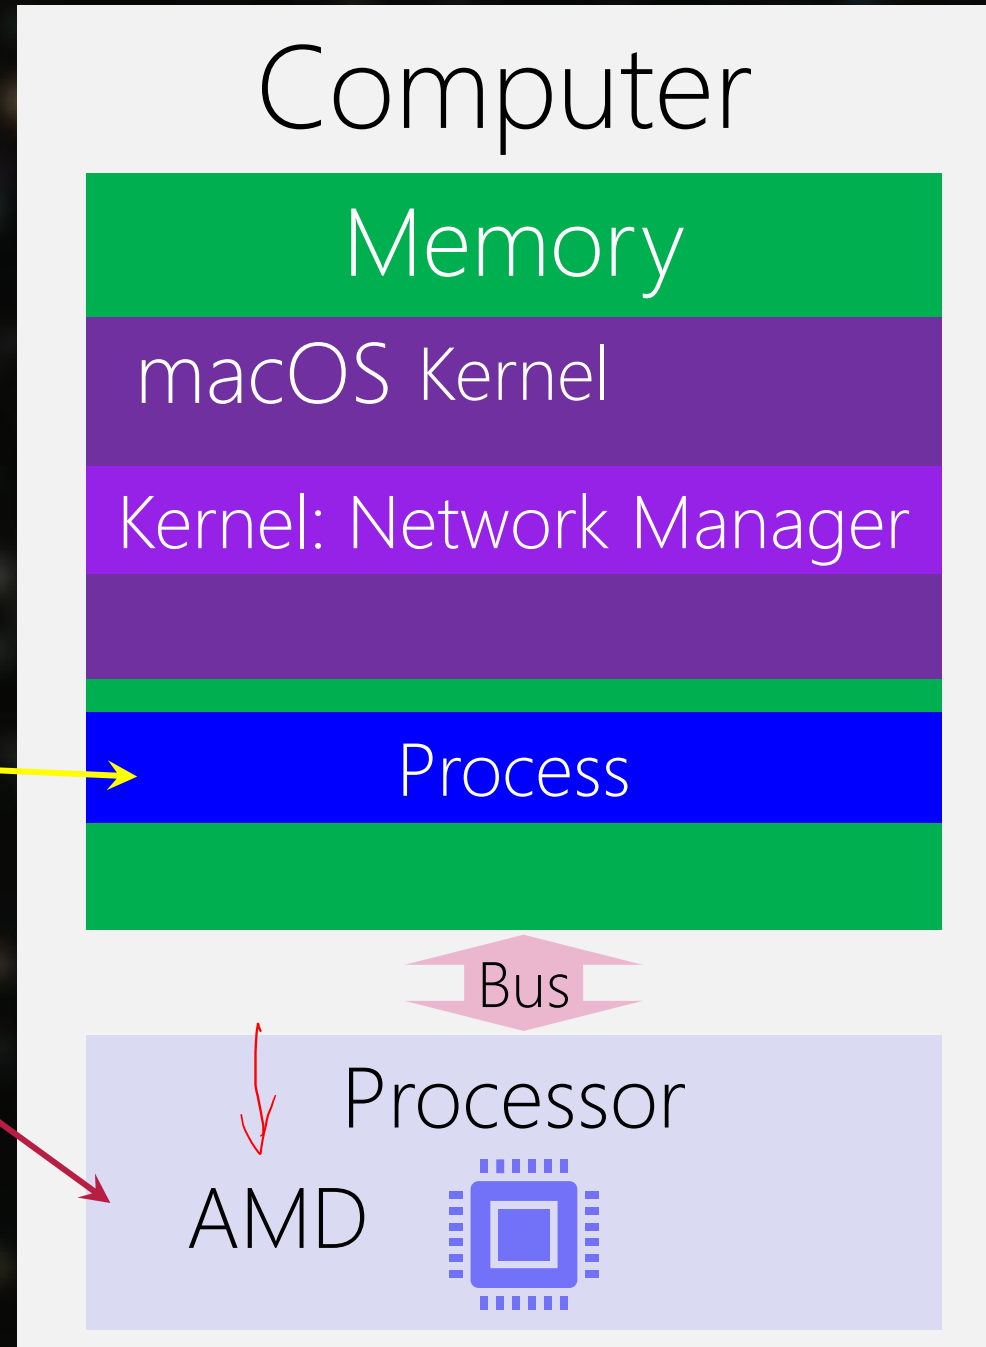 Computer
Memory
macOS Kernel
Kernel: Network Manager
Process
Bus
Processor
AMD